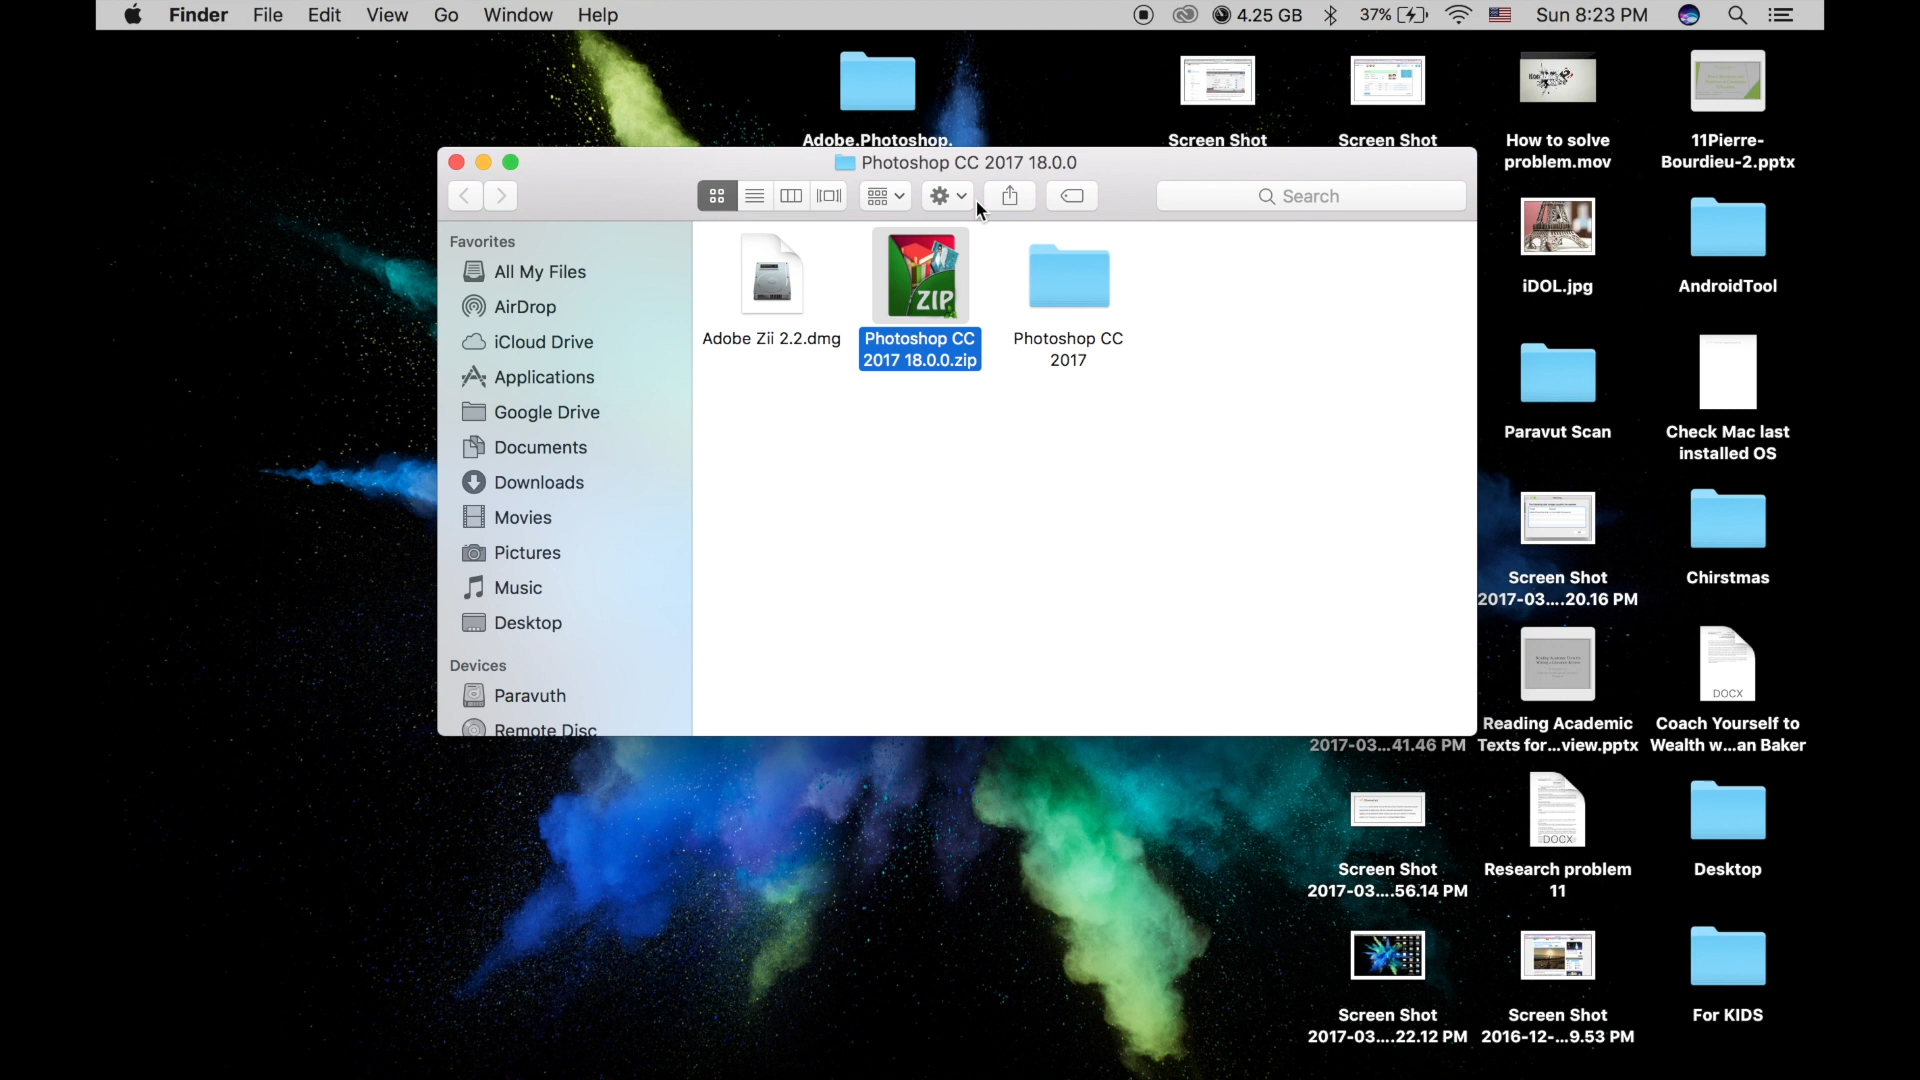 Finder File Edit View Go Window Help
4.25 GB 37% Sun 8:23 PM
Adobe.Photoshop.
Screen Shot
Screen Shot
How to solve
problem.mov
11Pierre-
Bourdieu-2.pptx
Photoshop CC 2017 18.0.0
Search
Favorites
All My Files
AirDrop
iCloud Drive
Applications
Google Drive
Documents
Downloads
Movies
Pictures
Music
Desktop
Devices
Paravuth
Remote Disc
Adobe Zii 2.2.dmg
ZIP
Photoshop CC
2017 18.0.0.zip
Photoshop CC
2017
iDOL.jpg
AndroidTool
Paravut Scan
Check Mac last
installed OS
Screen Shot
2017-03....20.16 PM
Chirstmas
2017-03...41.46 PM
Reading Academic
Texts for...view.pptx
DOCX
Coach Yourself to
Wealth w...an Baker
Screen Shot
2017-03....56.14 PM
DOCX
Research problem
11
Desktop
Screen Shot
2017-03....22.12 PM
Screen Shot
2016-12-...9.53 PM
For KIDS